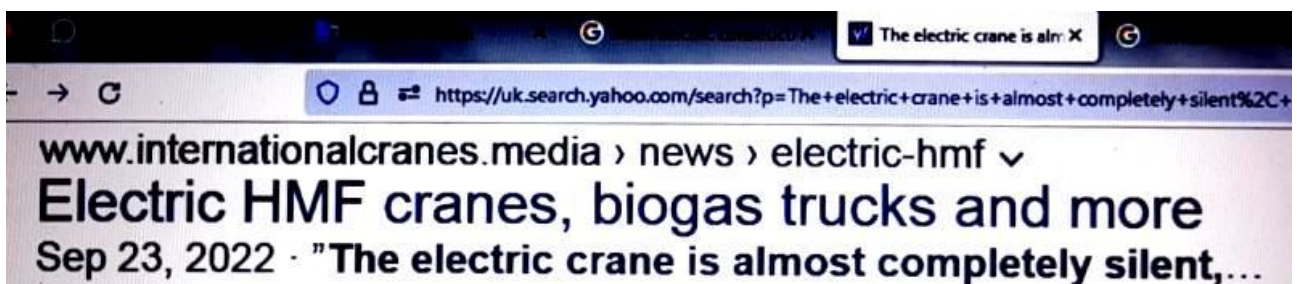 The electric crane is alm
https://uk.search.yahoo.com/search?p=The+electric+crane+is+almost+completely+silent%2C+
www.internationalcranes.media › news › electric-hmf
Electric HMF cranes, biogas trucks and more
Sep 23, 2022 · "The electric crane is almost completely silent,...